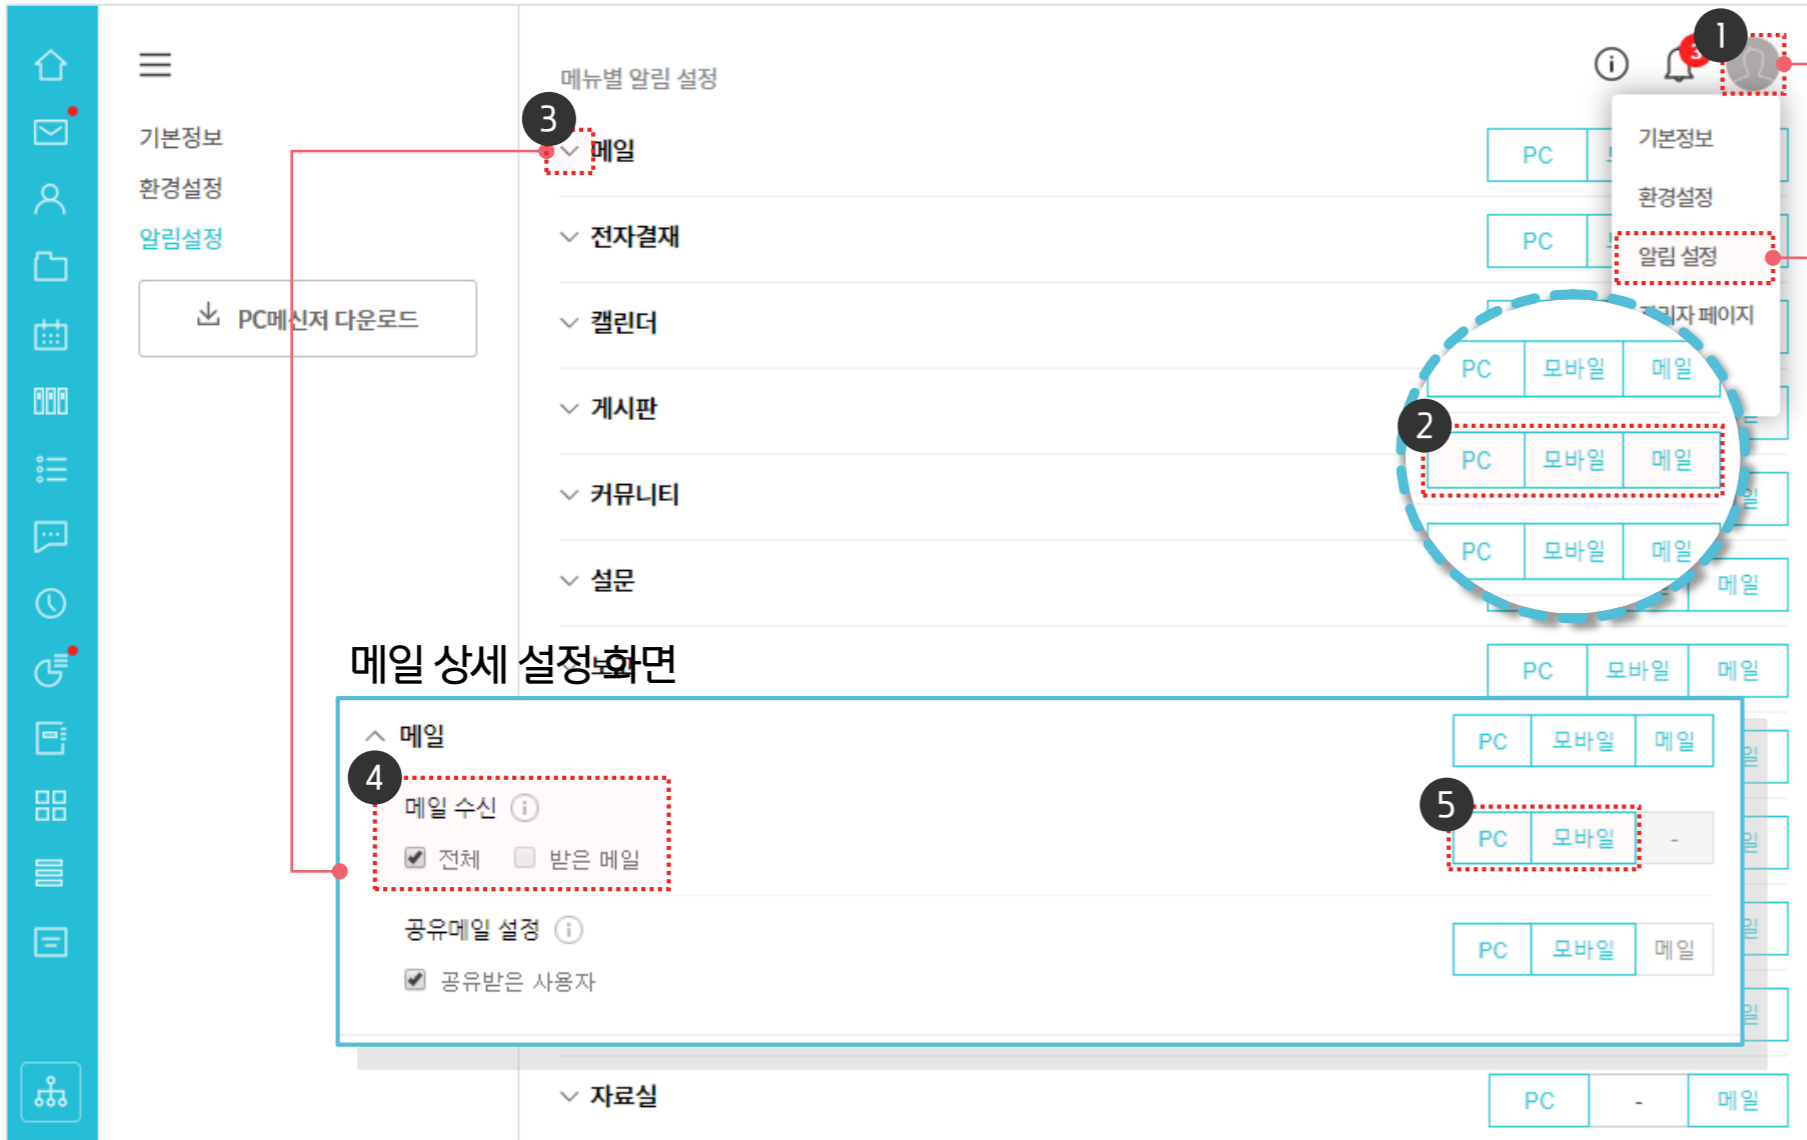 메뉴별 알림 설정
3
1
기본정보
환경설정
알림설정
PC메신저 다운로드
3
메일
PC
전자결재
PC
캘린더
게시판
커뮤니티
일
설문
메일
기본정보
환경설정
알림 설정
페이지
PC 모바일 메일
2
PC 모바일 메일
PC 모바일 메일
PC 모바일 메일
메일 상세 설정 화면
메일
PC 모바일 메일
일
4
메일 수신
전체 받은 메일
5
PC 모바일 -
일
공유메일 설정
공유받은 사용자
PC 모바일 메일
일
일
자료실
PC - 메일